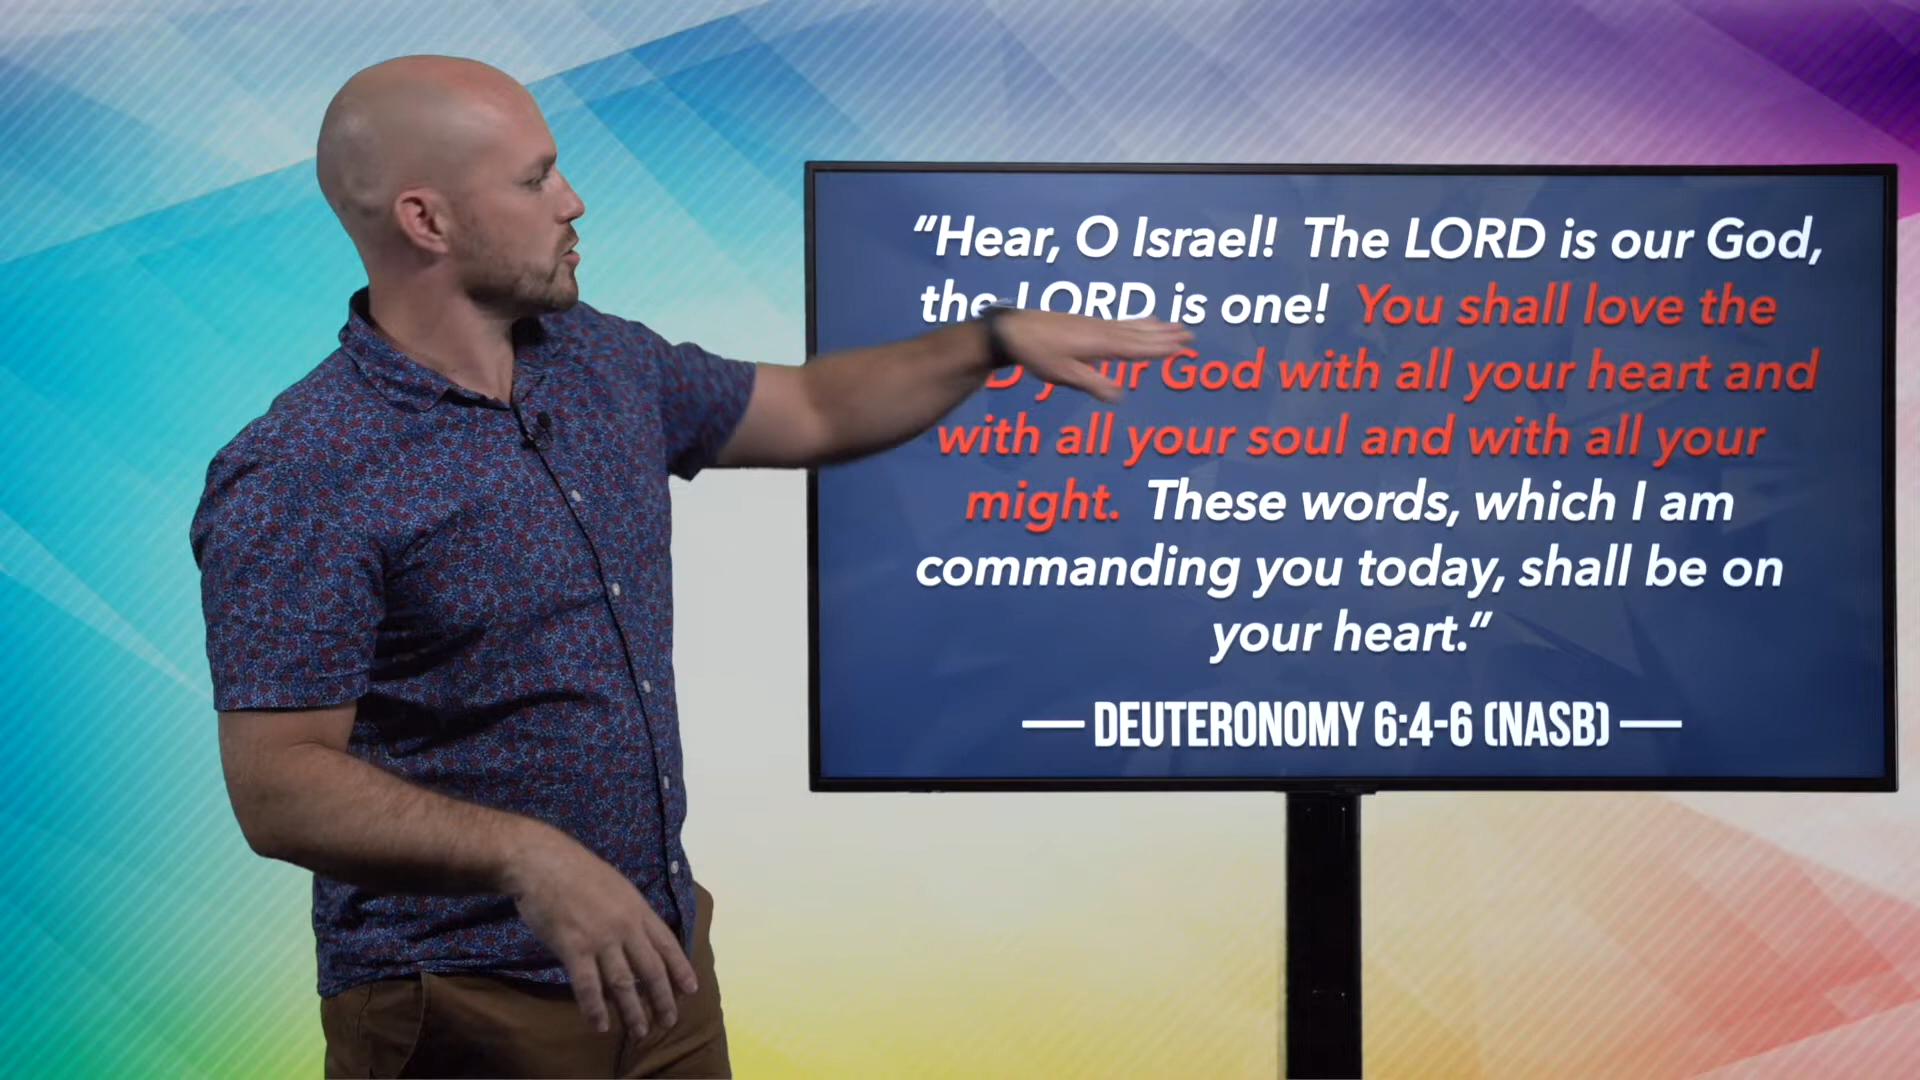 “Hear, O Israel!  The LORD is our God,
the LORD is one!  You shall love the
your God with all your heart and
with all your soul and with all your
might.  These words, which I am
commanding you today, shall be on
your heart.”
— DEUTERONOMY 6:4-6 (NASB) —